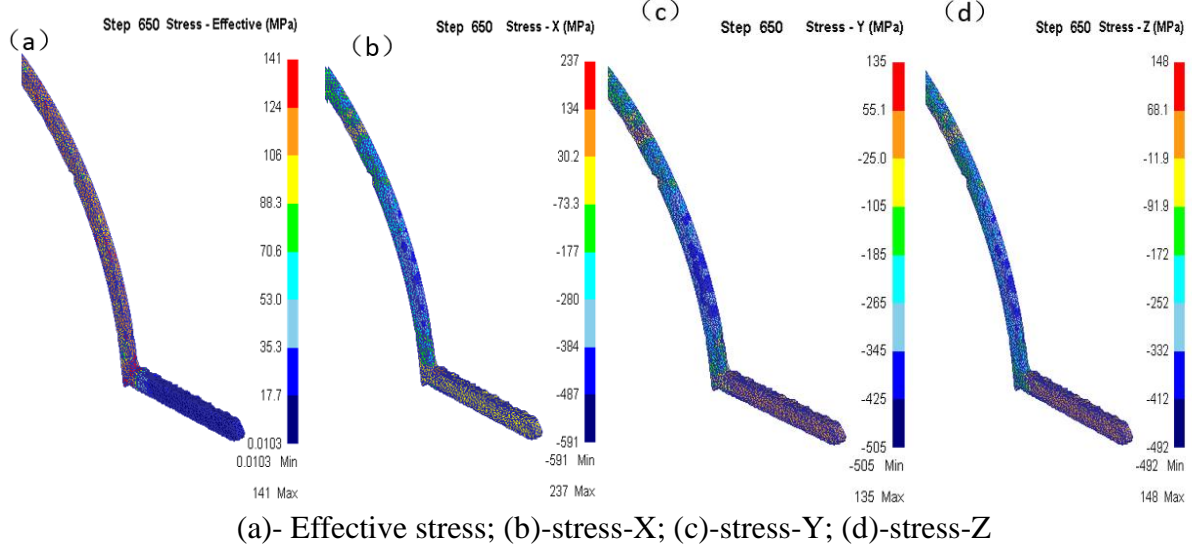 (a)
Step 650 Stress - Effective (MPa)
141
124
106
88.3
70.6
53.0
35.3
17.7
0.0103
0.0103 Min
141 Max
(b)
Step 650 Stress - X (MPa)
237
134
30.2
-73.3
-177
-280
-384
-487
-591
-591 Min
237 Max
(c)
Step 650 Stress - Y (MPa)
135
55.1
-25.0
-105
-185
-265
-345
-425
-505
-505 Min
135 Max
(d)
Step 650 Stress - Z (MPa)
148
68.1
-11.9
-91.9
-172
-252
-332
-412
-492
-492 Min
148 Max
(a)- Effective stress; (b)-stress-X; (c)-stress-Y; (d)-stress-Z